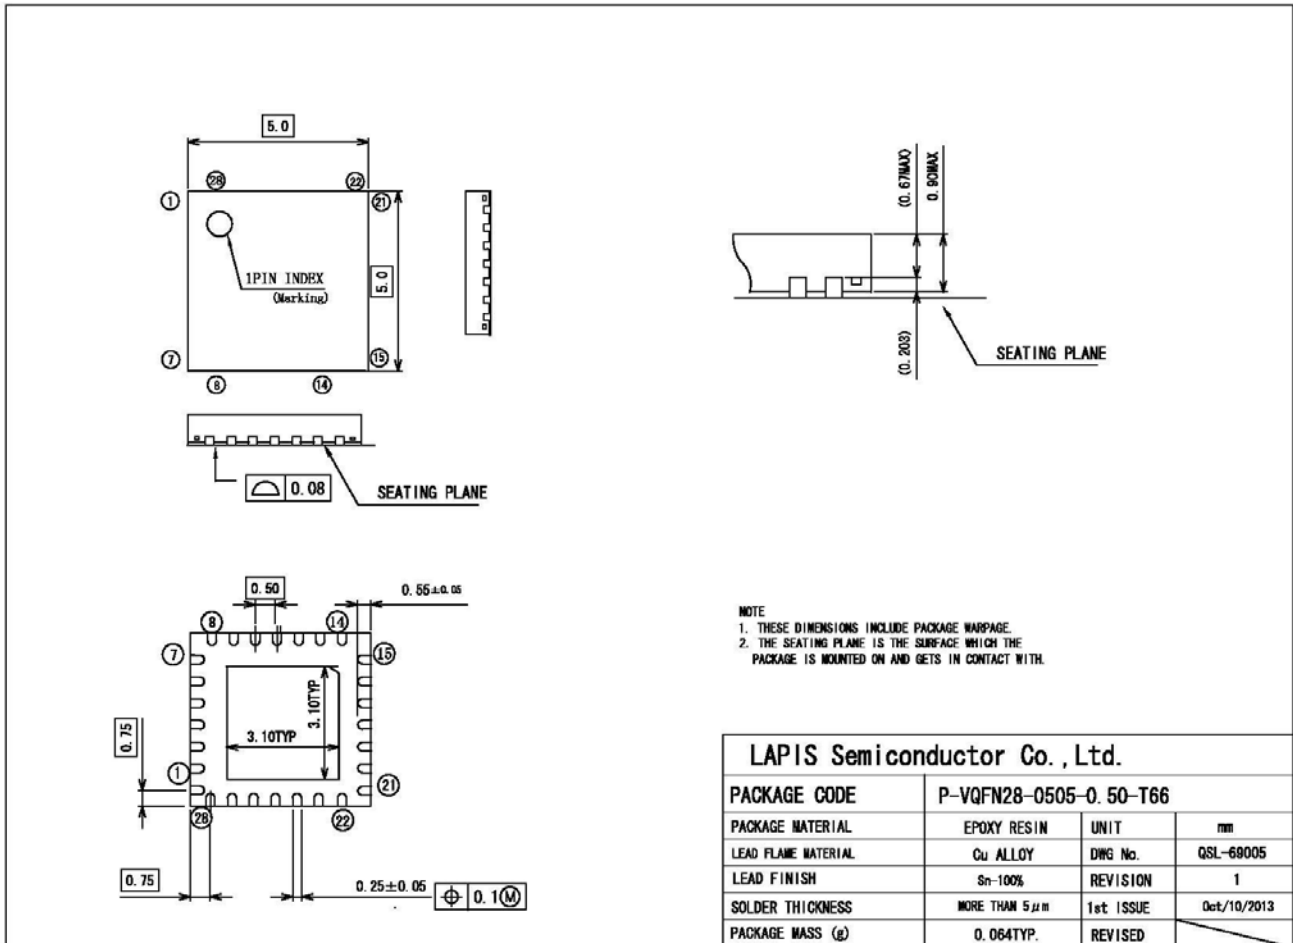 5.0
28
22
1
21
1PIN INDEX
(Marking)
5.0
7
15
8
14
0.08
SEATING PLANE
(0.67MAX)
0.90MAX
(0.203)
SEATING PLANE
0.50
0.55±0.05
8
14
7
15
3.10TYP
3.10TYP
0.75
1
21
28
22
0.75
0.25±0.05
0.1Ⓜ
NOTE
1. THESE DIMENSIONS INCLUDE PACKAGE WARPAGE.
2. THE SEATING PLANE IS THE SURFACE WHICH THE
PACKAGE IS MOUNTED ON AND GETS IN CONTACT WITH.
LAPIS Semiconductor Co.,Ltd.
PACKAGE CODE P-VQFN28-0505-0.50-T66
PACKAGE MATERIAL EPOXY RESIN UNIT mm
LEAD FLAME MATERIAL Cu ALLOY DWG No. QSL-69005
LEAD FINISH Sn-100% REVISION 1
SOLDER THICKNESS MORE THAN 5μm 1st ISSUE Oct/10/2013
PACKAGE MASS (g) 0.064TYP. REVISED